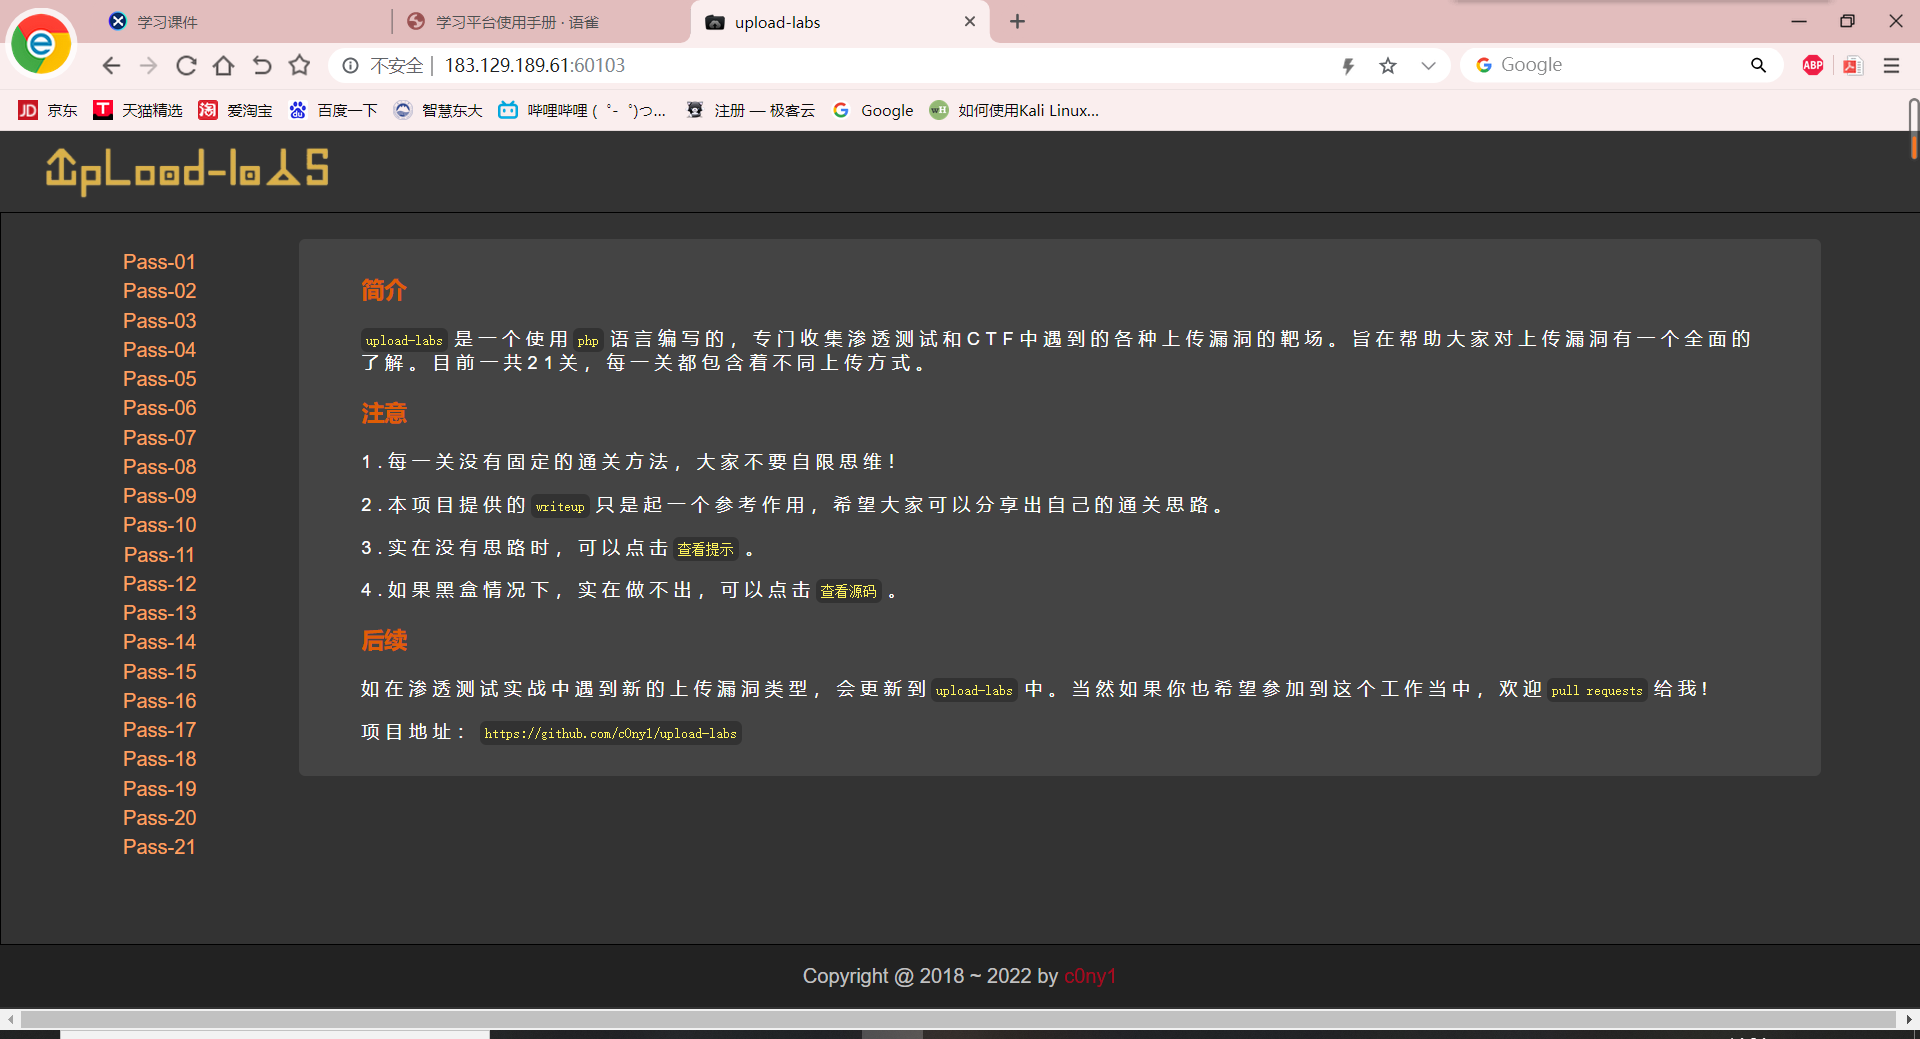 学习课件
学习平台使用手册 · 语雀
upload-labs
不安全 | 183.129.189.61:60103
Google
ABP
JD 京东
T 天猫精选
淘 爱淘宝
百度一下
智慧东大
哔哩哔哩 ( ゜- ゜)つ...
注册 — 极客云
Google
wH 如何使用Kali Linux...
UpLoad-labs
Pass-01
Pass-02
Pass-03
Pass-04
Pass-05
Pass-06
Pass-07
Pass-08
Pass-09
Pass-10
Pass-11
Pass-12
Pass-13
Pass-14
Pass-15
Pass-16
Pass-17
Pass-18
Pass-19
Pass-20
Pass-21
简介
upload-labs 是一个使用 php 语言编写的，专门收集渗透测试和CTF中遇到的各种上传漏洞的靶场。旨在帮助大家对上传漏洞有一个全面的
了解。目前一共21关，每一关都包含着不同上传方式。
注意
1.每一关没有固定的通关方法，大家不要自限思维！
2.本项目提供的 writeup 只是起一个参考作用，希望大家可以分享出自己的通关思路。
3.实在没有思路时，可以点击 查看提示 。
4.如果黑盒情况下，实在做不出，可以点击 查看源码 。
后续
如在渗透测试实战中遇到新的上传漏洞类型，会更新到 upload-labs 中。当然如果你也希望参加到这个工作当中，欢迎 pull requests 给我！
项目地址： https://github.com/c0ny1/upload-labs
Copyright @ 2018 ~ 2022 by c0ny1